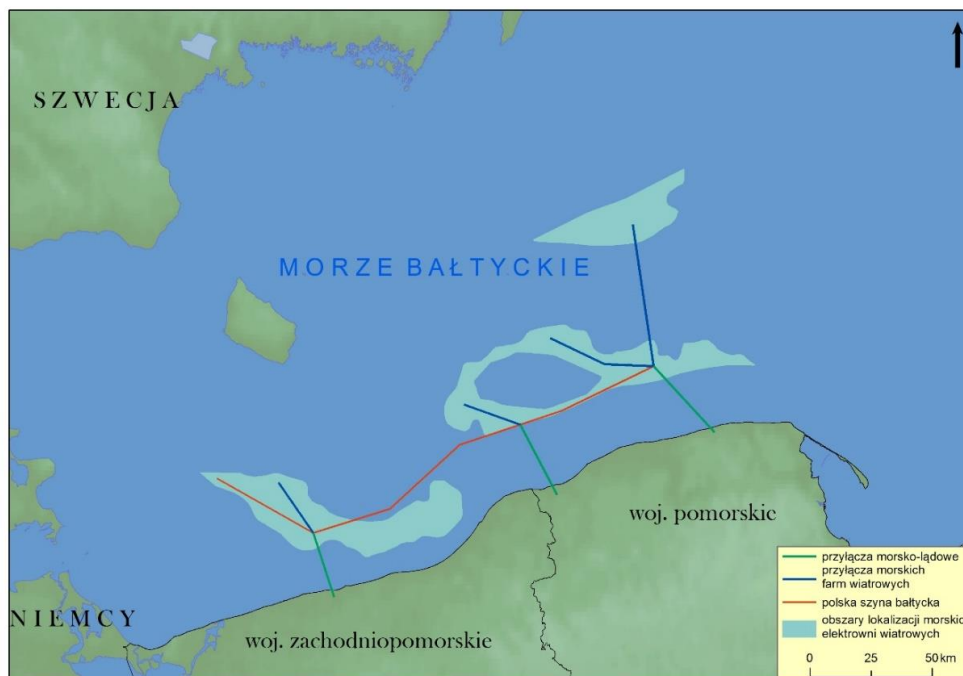 SZWECJA
MORZE BAŁTYCKIE
woj. pomorskie
NIEMCY
woj. zachodniopomorskie
przyłącza morsko-lądowe
przyłącza morskich
farm wiatrowych
polska szyna bałtycka
obszary lokalizacji morskic
elektrowni wiatrowych
0 25 50 km